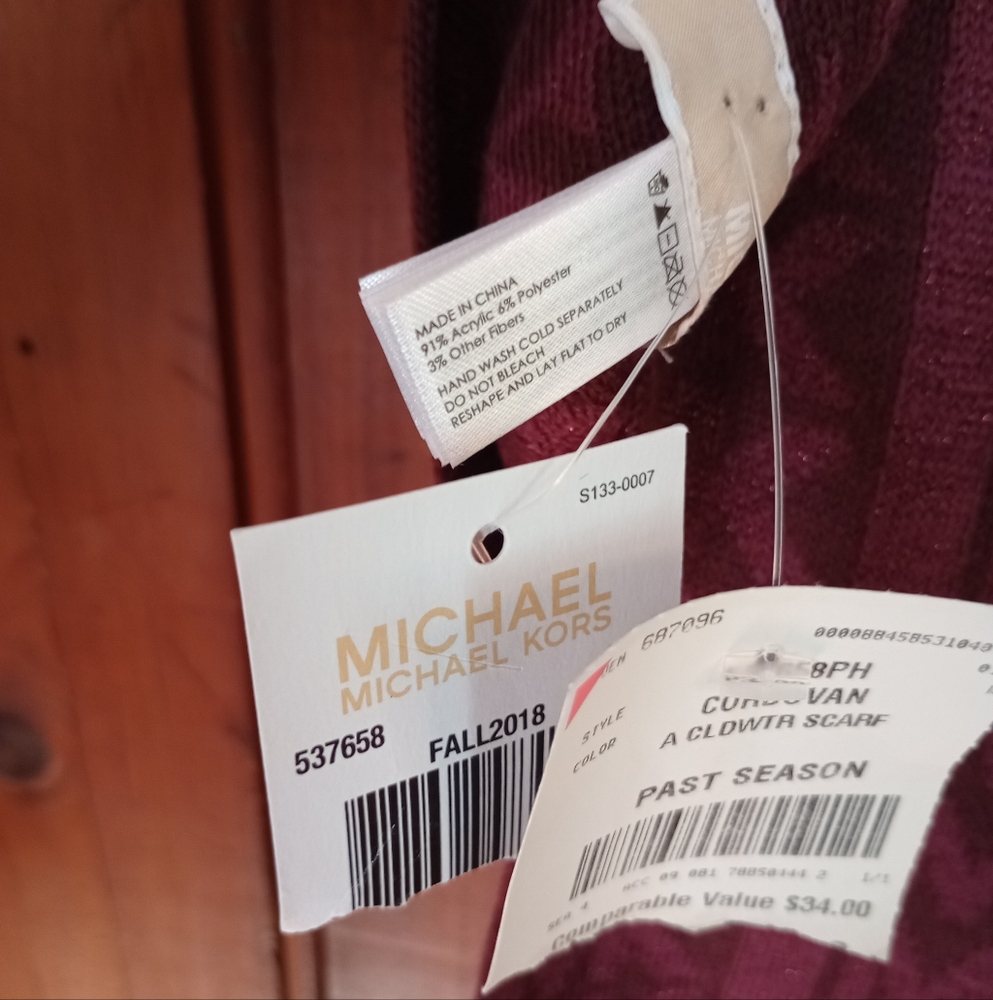 MADE IN CHINA
91% Acrylic 6% Polyester
3% Other Fibers
HAND WASH COLD SEPARATELY
DO NOT BLEACH
RESHAPE AND LAY FLAT TO DRY
S133-0007
MICHAEL
MICHAEL KORS
537658 FALL2018
687096
8PH
STYLE
COLOR
A CLDWTR SCARF
PAST SEASON
Comparable Value $34.00